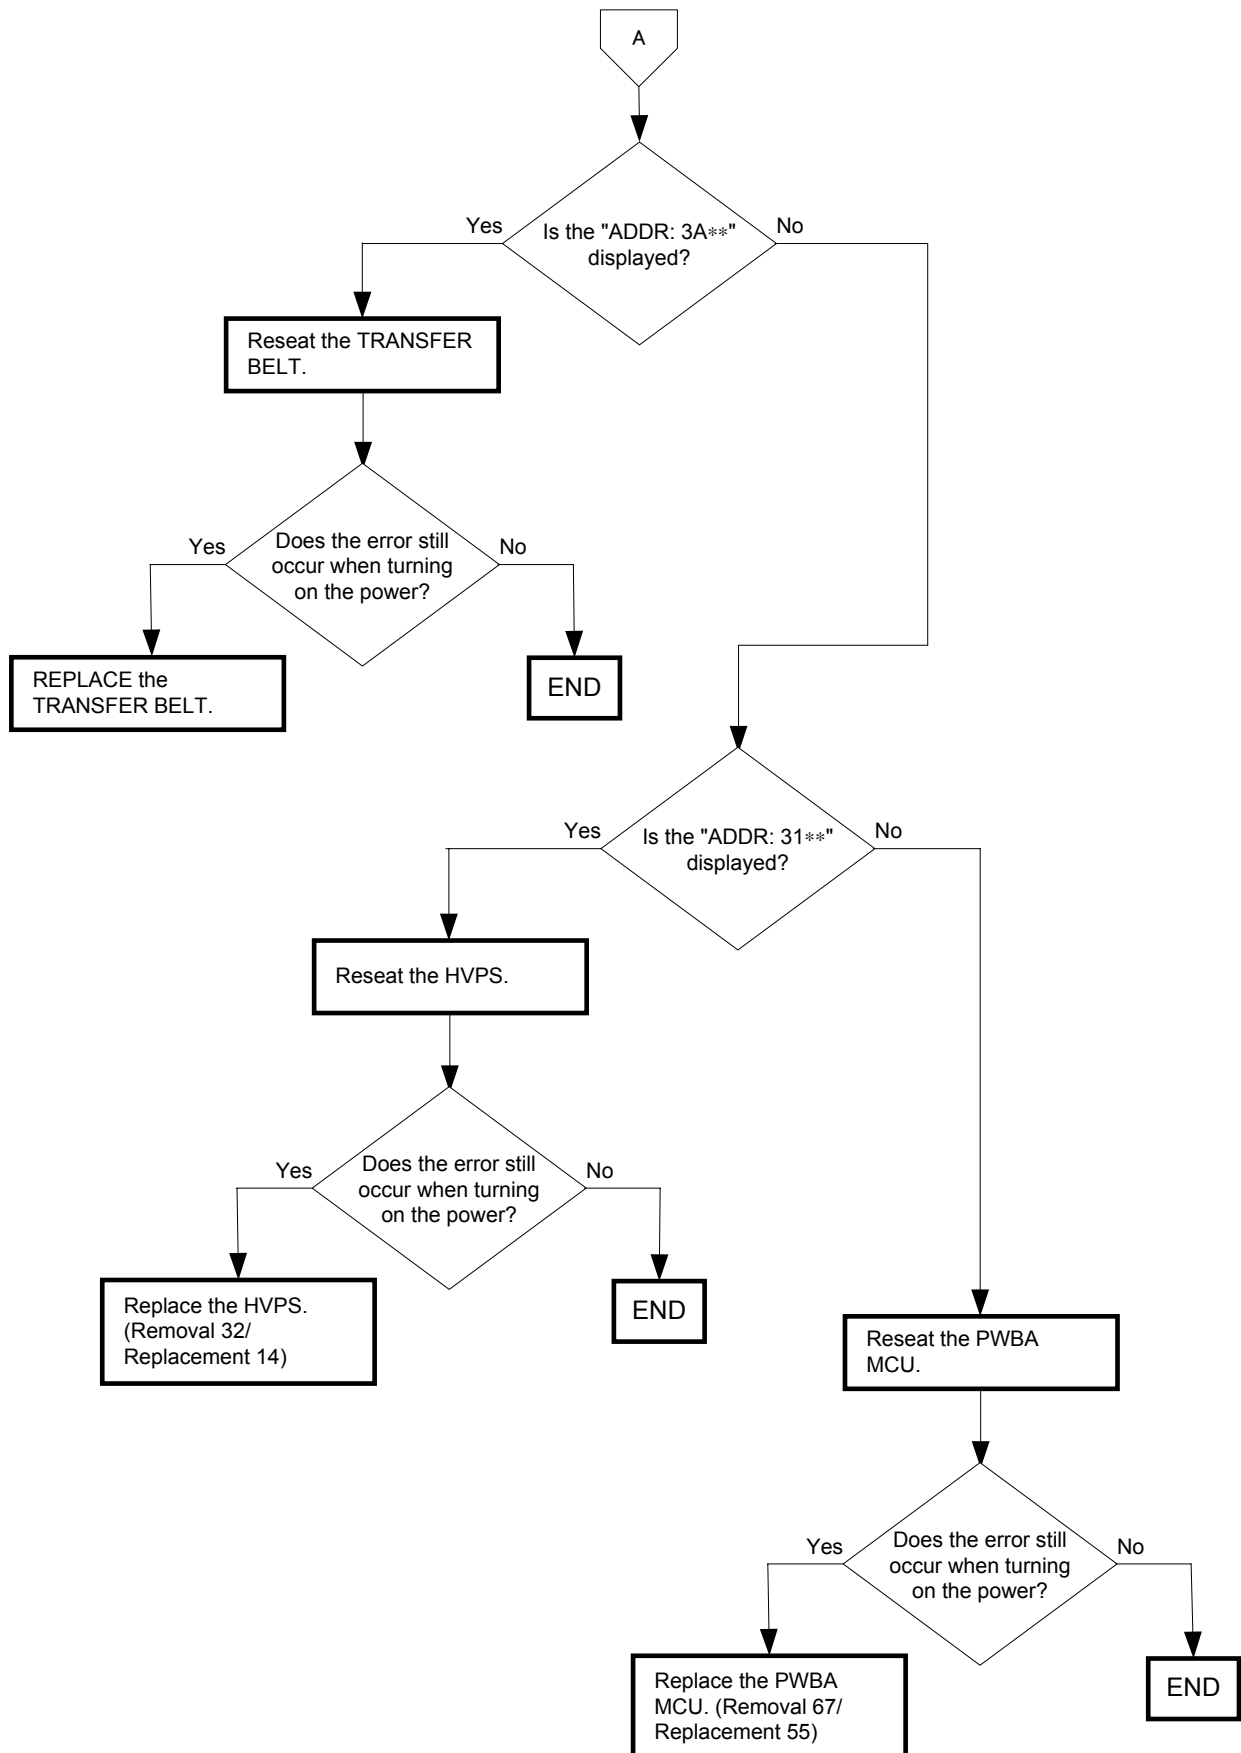 A
Is the "ADDR: 3A**"
displayed?
Yes
No
Reseat the TRANSFER
BELT.
Does the error still
occur when turning
on the power?
Yes
No
REPLACE the
TRANSFER BELT.
END
Is the "ADDR: 31**"
displayed?
Yes
No
Reseat the HVPS.
Does the error still
occur when turning
on the power?
Yes
No
Replace the HVPS.
(Removal 32/
Replacement 14)
END
Reseat the PWBA
MCU.
Does the error still
occur when turning
on the power?
Yes
No
Replace the PWBA
MCU. (Removal 67/
Replacement 55)
END